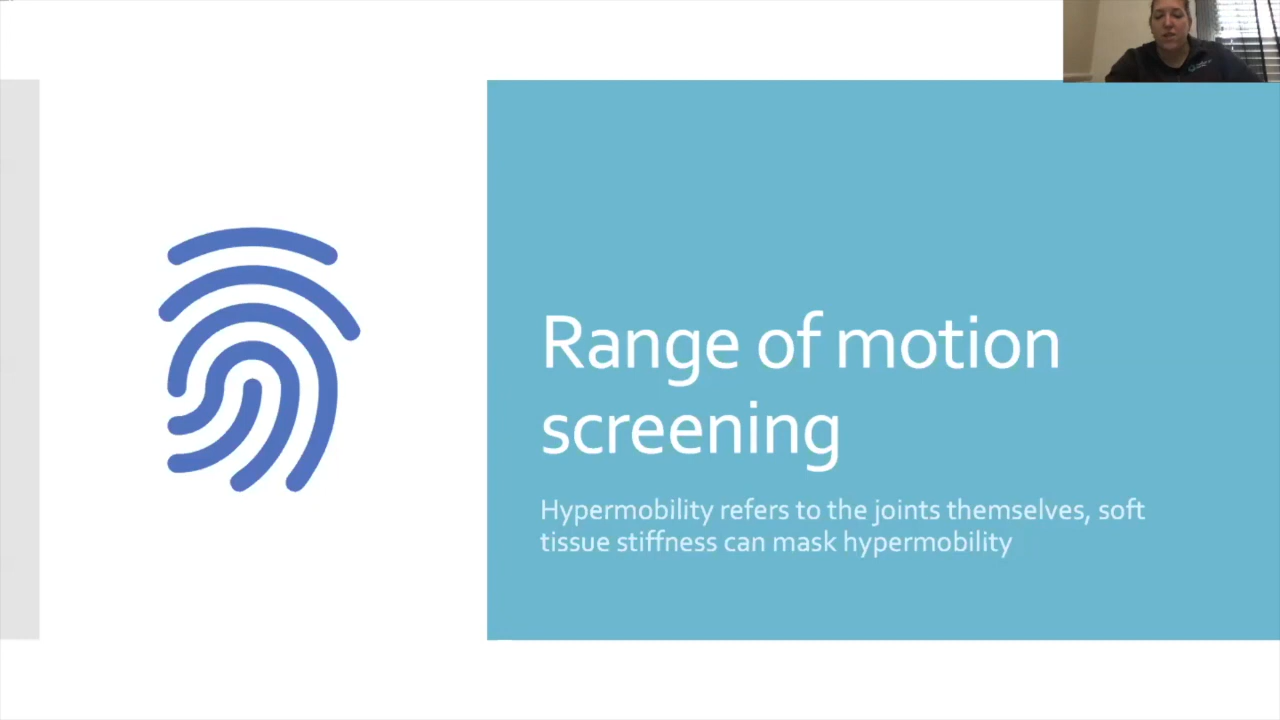 Range of motion
screening
Hypermobility refers to the joints themselves, soft
tissue stiffness can mask hypermobility